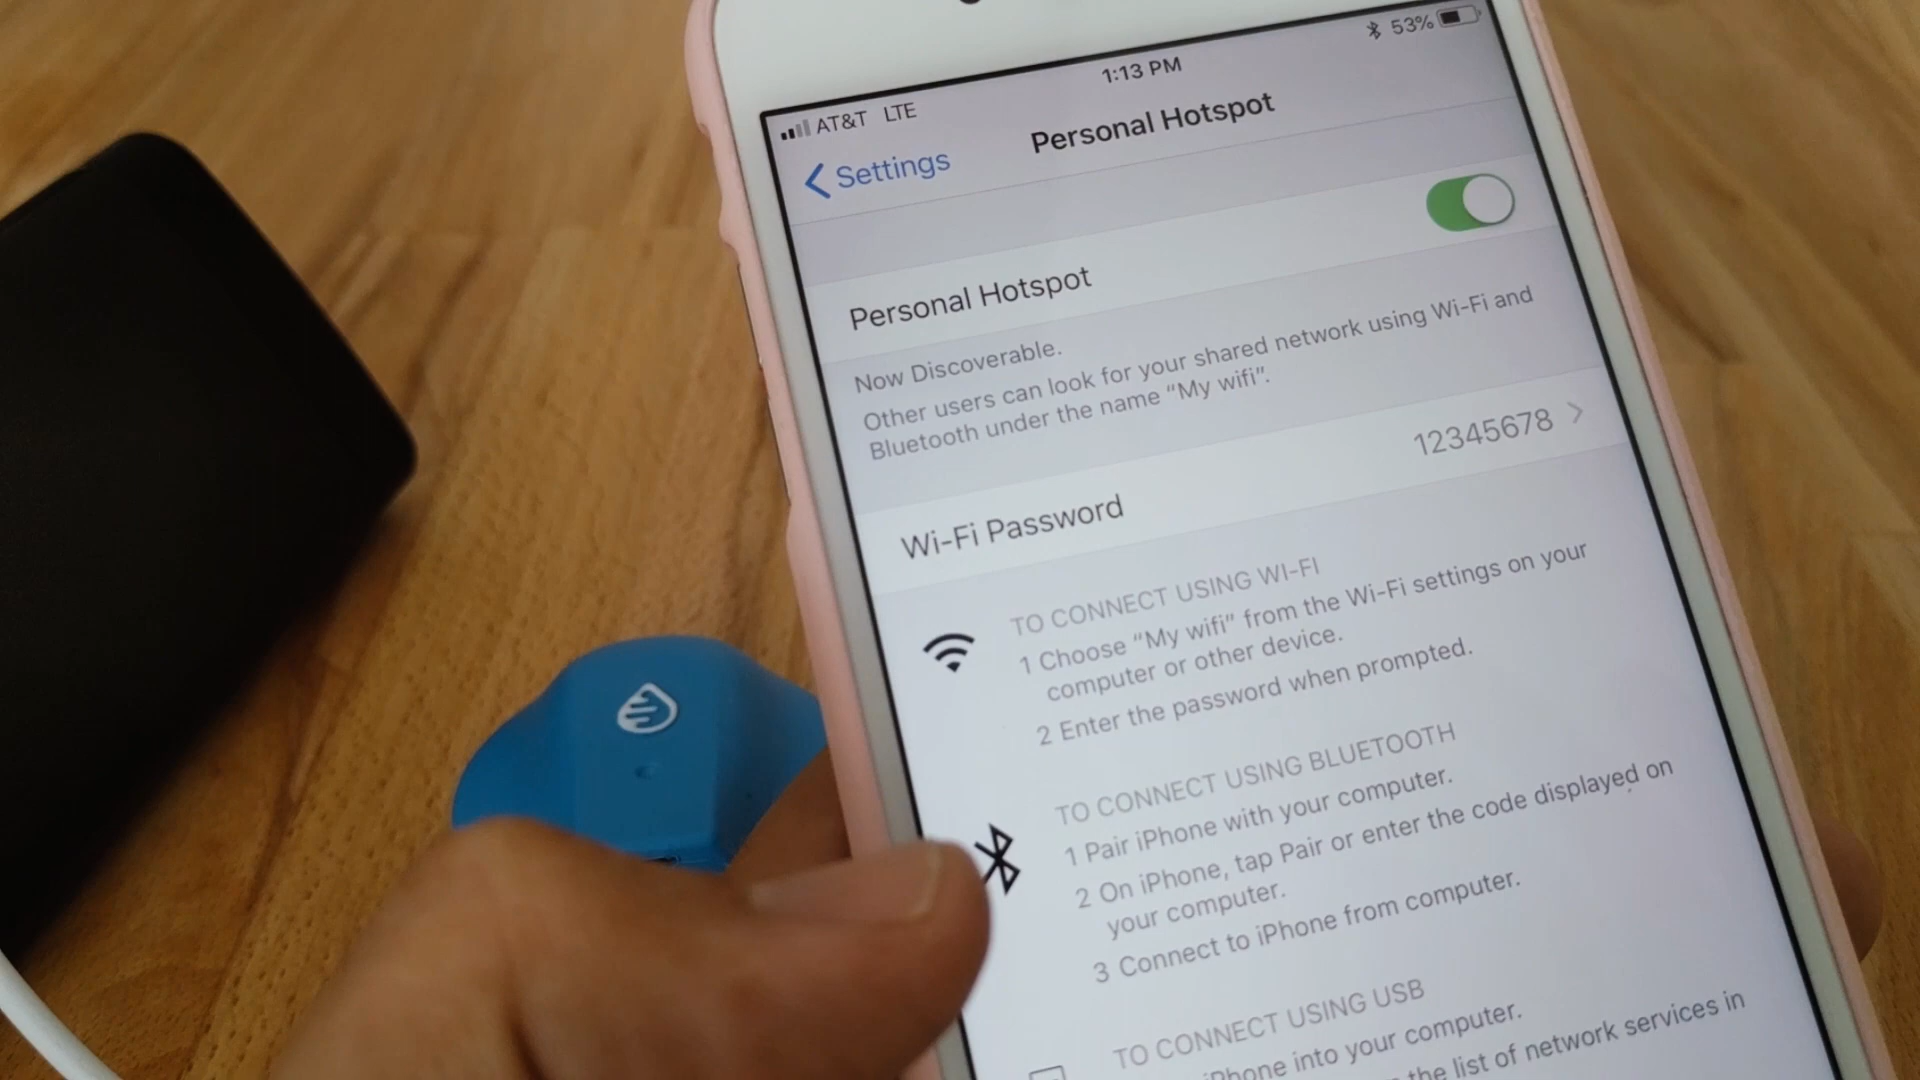 AT&T LTE
1:13 PM
53%
Settings
Personal Hotspot
Personal Hotspot
Now Discoverable.
Other users can look for your shared network using Wi-Fi and
Bluetooth under the name “My wifi”.
Wi-Fi Password
12345678
TO CONNECT USING WI-FI
1 Choose “My wifi” from the Wi-Fi settings on your
computer or other device.
2 Enter the password when prompted.
TO CONNECT USING BLUETOOTH
1 Pair iPhone with your computer.
2 On iPhone, tap Pair or enter the code displayed on
your computer.
3 Connect to iPhone from computer.
TO CONNECT USING USB
iPhone into your computer.
the list of network services in